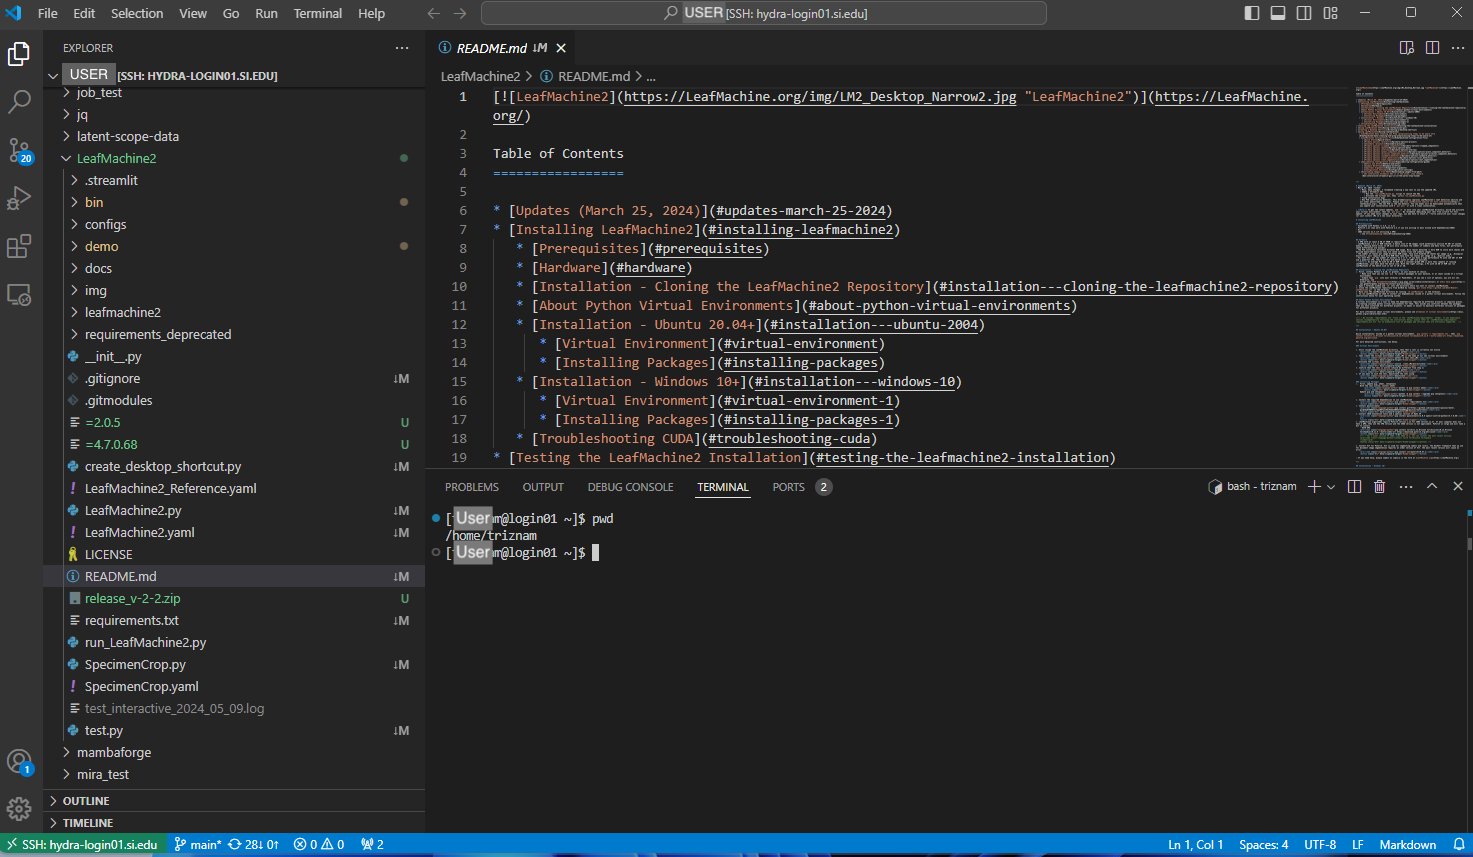 File Edit Selection View Go Run Terminal Help
USER [SSH: hydra-login01.si.edu]
EXPLORER
USER [SSH: HYDRA-LOGIN01.SI.EDU]
job_test
jq
latent-scope-data
LeafMachine2
.streamlit
bin
configs
demo
docs
img
leafmachine2
requirements_deprecated
__init__.py
.gitignore ↓M
.gitmodules
=2.0.5 U
=4.7.0.68 U
create_desktop_shortcut.py ↓M
LeafMachine2_Reference.yaml
LeafMachine2.py ↓M
LeafMachine2.yaml ↓M
LICENSE
README.md ↓M
release_v-2-2.zip U
requirements.txt ↓M
run_LeafMachine2.py
SpecimenCrop.py ↓M
SpecimenCrop.yaml
test_interactive_2024_05_09.log
test.py ↓M
mambaforge
mira_test
OUTLINE
TIMELINE
20
1
README.md ↓M
LeafMachine2 > README.md > ...
1 [![LeafMachine2](https://LeafMachine.org/img/LM2_Desktop_Narrow2.jpg "LeafMachine2")](https://LeafMachine.
org/)
2
3 Table of Contents
4 =================
5
6 * [Updates (March 25, 2024)](#updates-march-25-2024)
7 * [Installing LeafMachine2](#installing-leafmachine2)
8 * [Prerequisites](#prerequisites)
9 * [Hardware](#hardware)
10 * [Installation - Cloning the LeafMachine2 Repository](#installation---cloning-the-leafmachine2-repository)
11 * [About Python Virtual Environments](#about-python-virtual-environments)
12 * [Installation - Ubuntu 20.04+](#installation---ubuntu-2004)
13 * [Virtual Environment](#virtual-environment)
14 * [Installing Packages](#installing-packages)
15 * [Installation - Windows 10+](#installation---windows-10)
16 * [Virtual Environment](#virtual-environment-1)
17 * [Installing Packages](#installing-packages-1)
18 * [Troubleshooting CUDA](#troubleshooting-cuda)
19 * [Testing the LeafMachine2 Installation](#testing-the-leafmachine2-installation)
PROBLEMS OUTPUT DEBUG CONSOLE TERMINAL PORTS 2
bash - triznam
[User m@login01 ~]$ pwd
/home/triznam
[User m@login01 ~]$
SSH: hydra-login01.si.edu main* 28↓ 0↑ 0 0 2
Ln 1, Col 1 Spaces: 4 UTF-8 LF Markdown